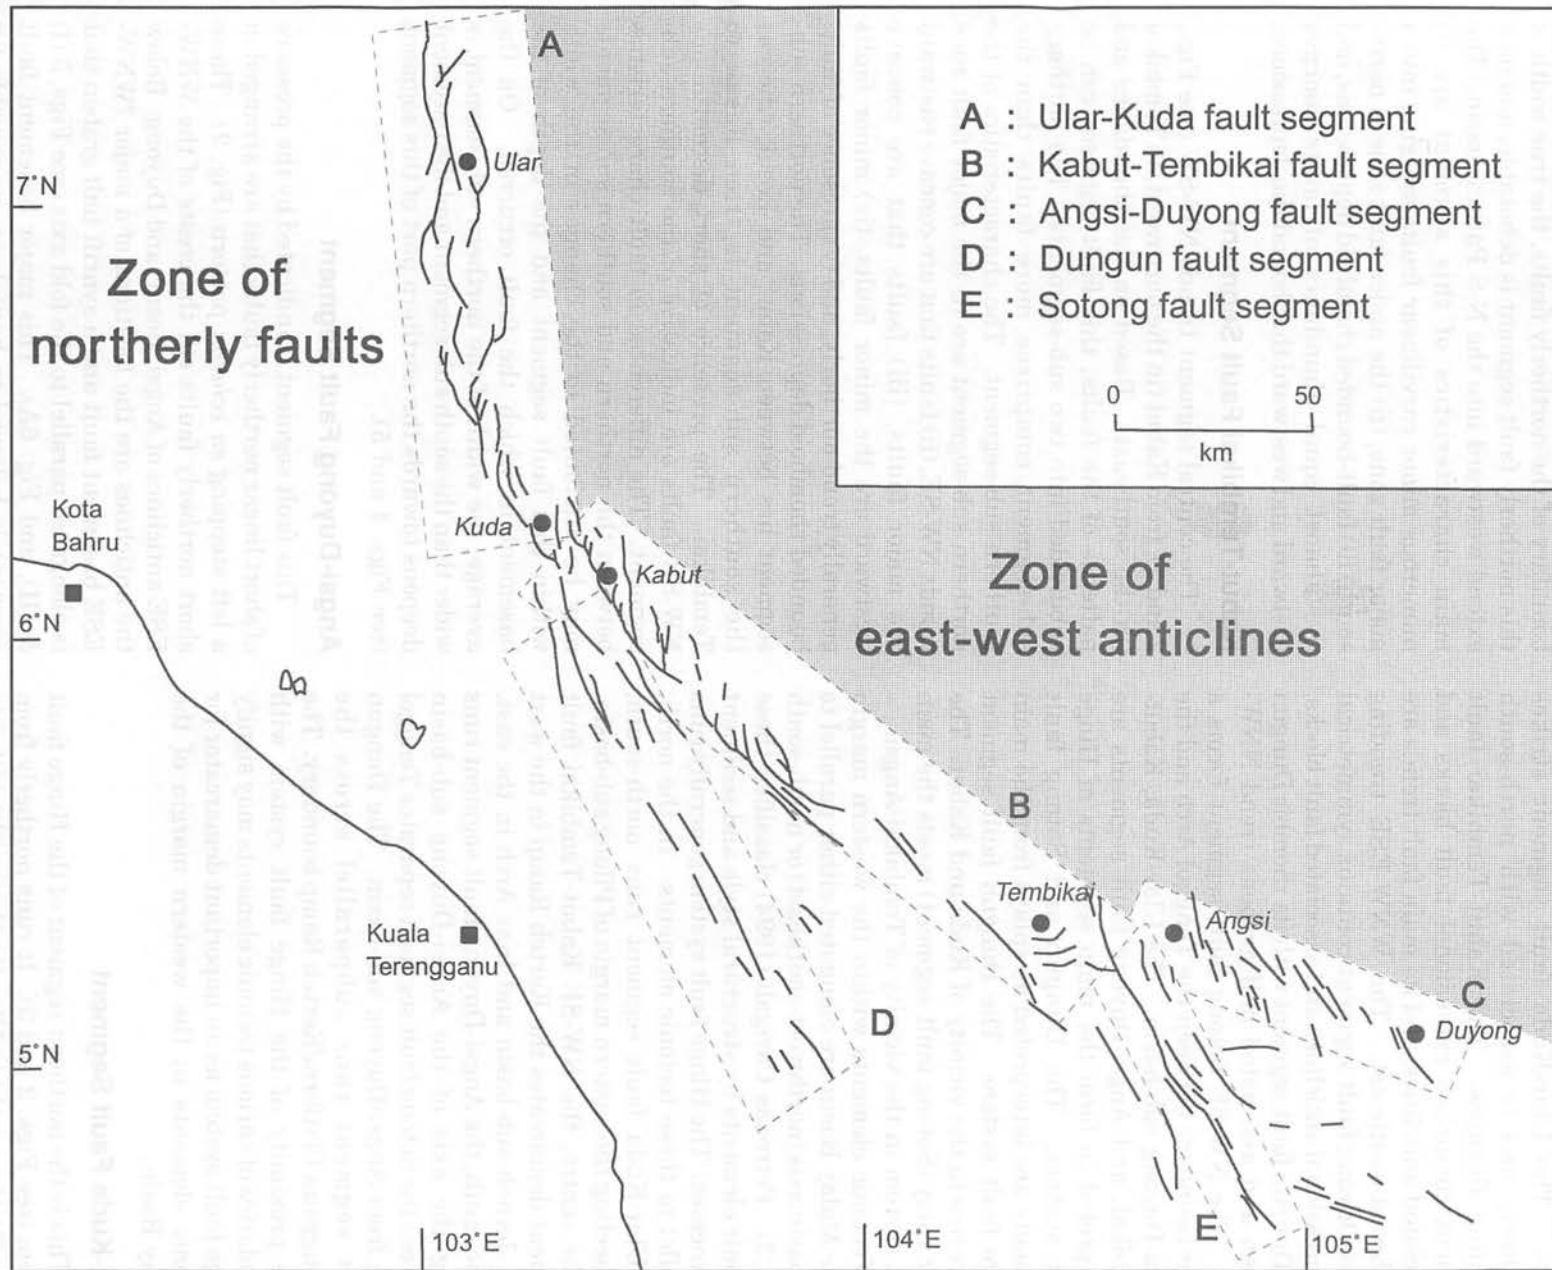 A
A : Ular-Kuda fault segment
B : Kabut-Tembikai fault segment
C : Angsi-Duyong fault segment
D : Dungun fault segment
E : Sotong fault segment
0 50
km
Ular
7°N
Zone of
northerly faults
Kota
Bahru
Kuda
Kabut
Zone of
east-west anticlines
6°N
B
Tembikai
Angsi
Kuala
Terengganu
C
D
Duyong
5°N
E
103°E
104°E
105°E